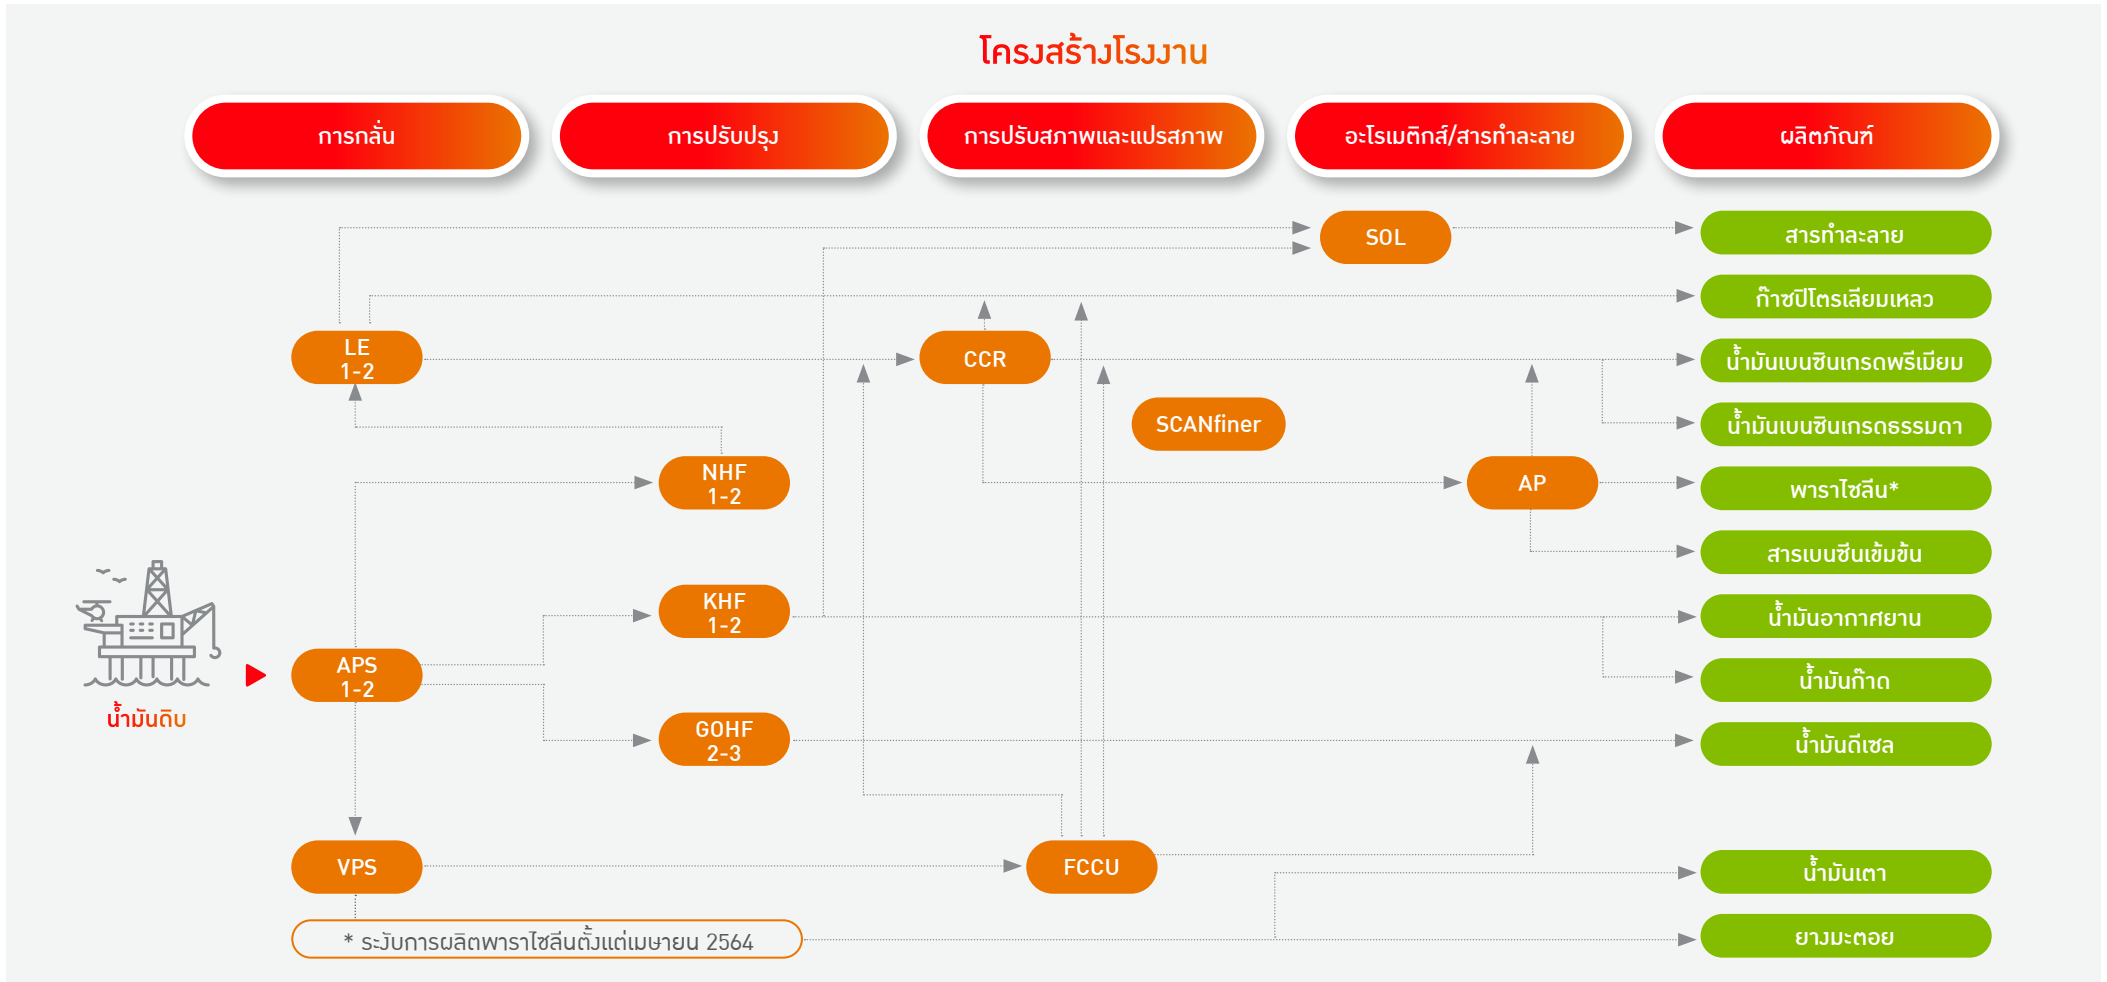 โครงสร้างโรงงาน
การกลั่น
การปรับปรุง
การปรับสภาพและแปรสภาพ
อะโรเมติกส์/สารทำละลาย
ผลิตภัณฑ์
SOL
สารทำละลาย
ก๊าซปิโตรเลียมเหลว
LE
1-2
CCR
น้ำมันเบนซินเกรดพรีเมียม
SCANfiner
น้ำมันเบนซินเกรดธรรมดา
NHF
1-2
AP
พาราไซลีน*
สารเบนซีนเข้มข้น
KHF
1-2
น้ำมันอากาศยาน
APS
1-2
น้ำมันก๊าด
น้ำมันดิบ
GOHF
2-3
น้ำมันดีเซล
VPS
FCCU
น้ำมันเตา
* ระงับการผลิตพาราไซลีนตั้งแต่เมษายน 2564
ยางมะตอย